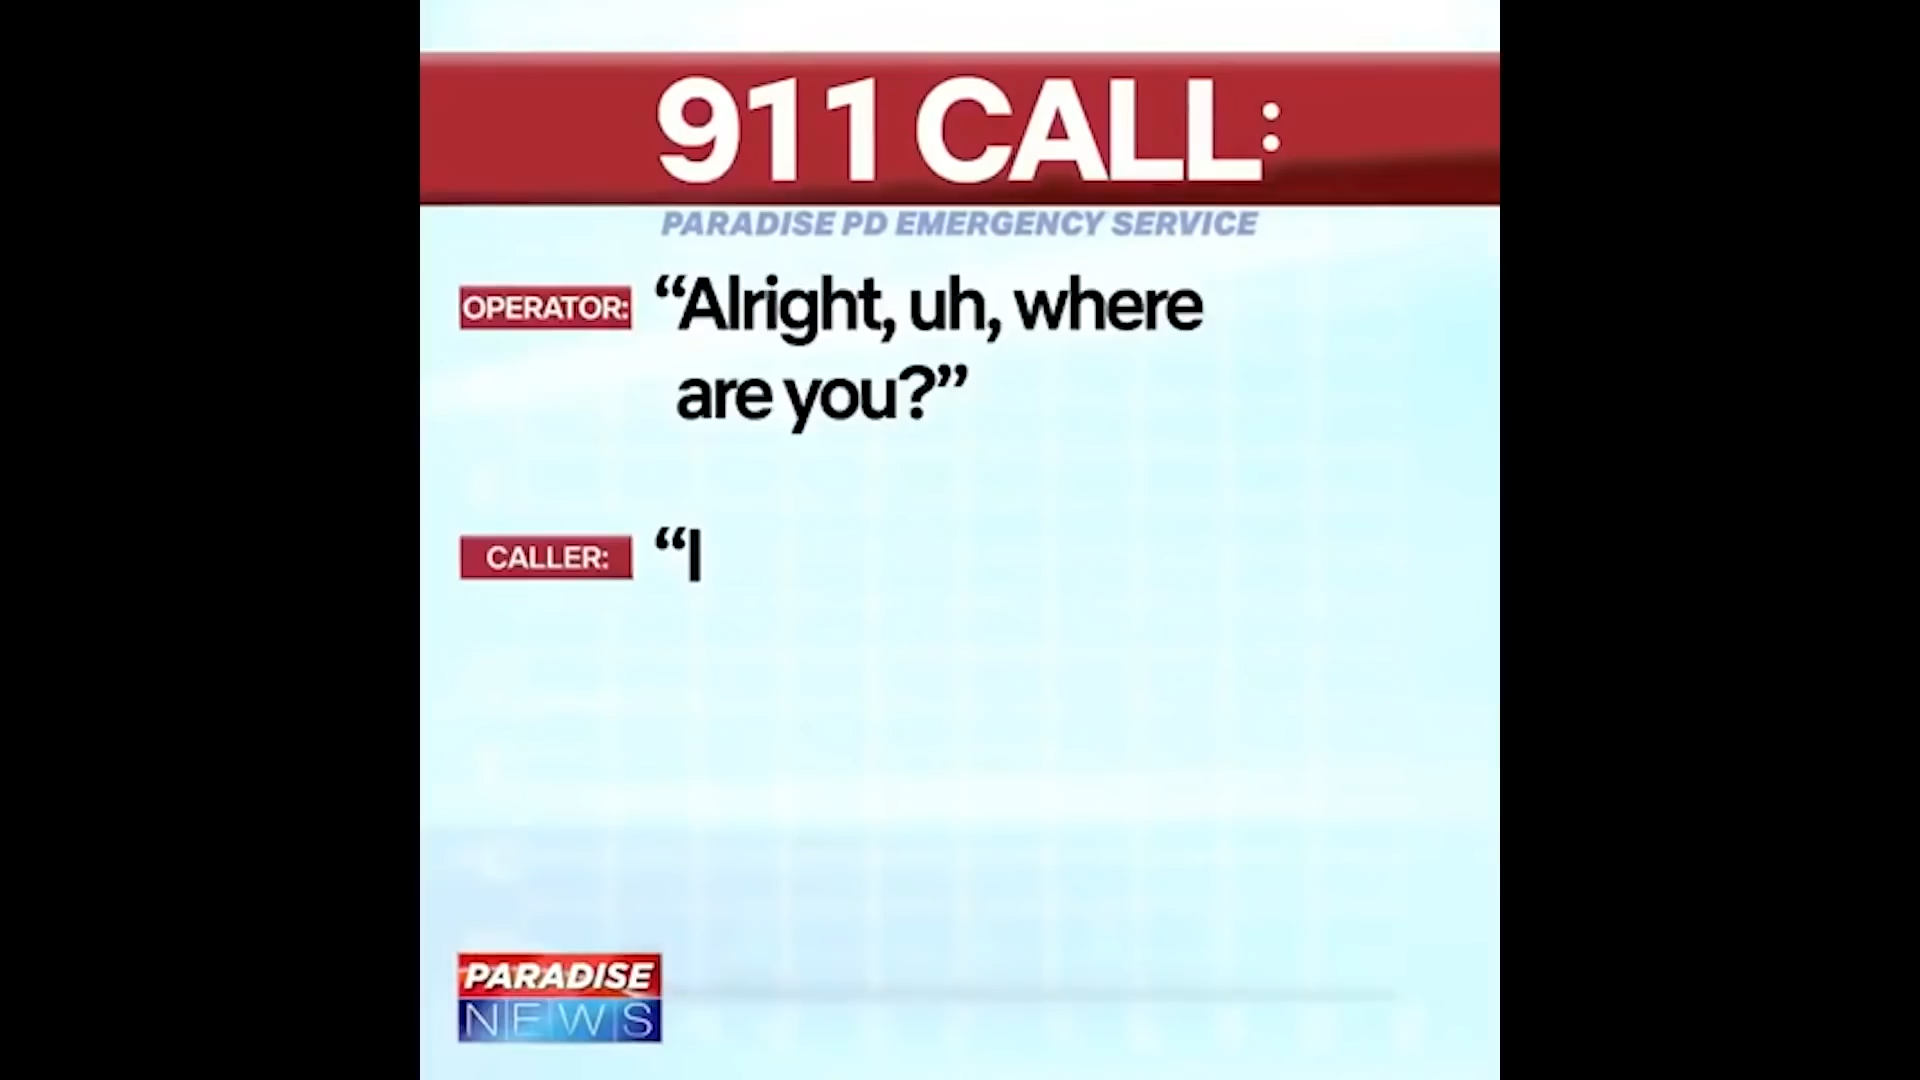 911 CALL:
PARADISE PD EMERGENCY SERVICE
OPERATOR: “Alright, uh, where
are you?”
CALLER: “I
PARADISE
NEWS